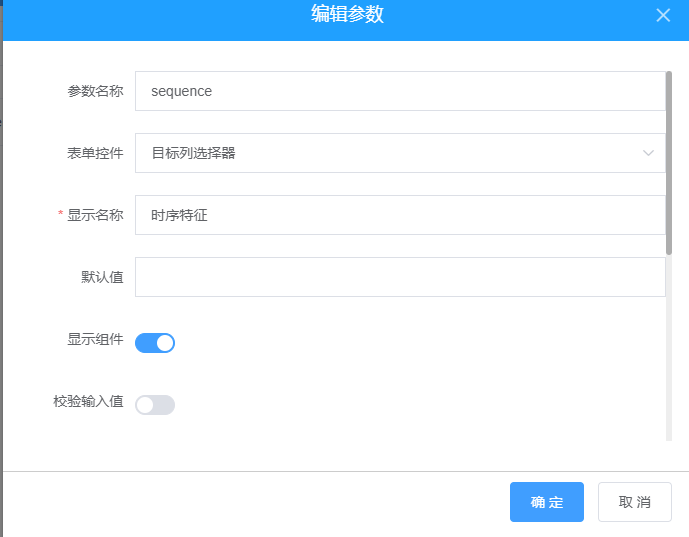 编辑参数
参数名称 sequence
表单控件 目标列选择器
* 显示名称 时序特征
默认值
显示组件
校验输入值
确定 取消